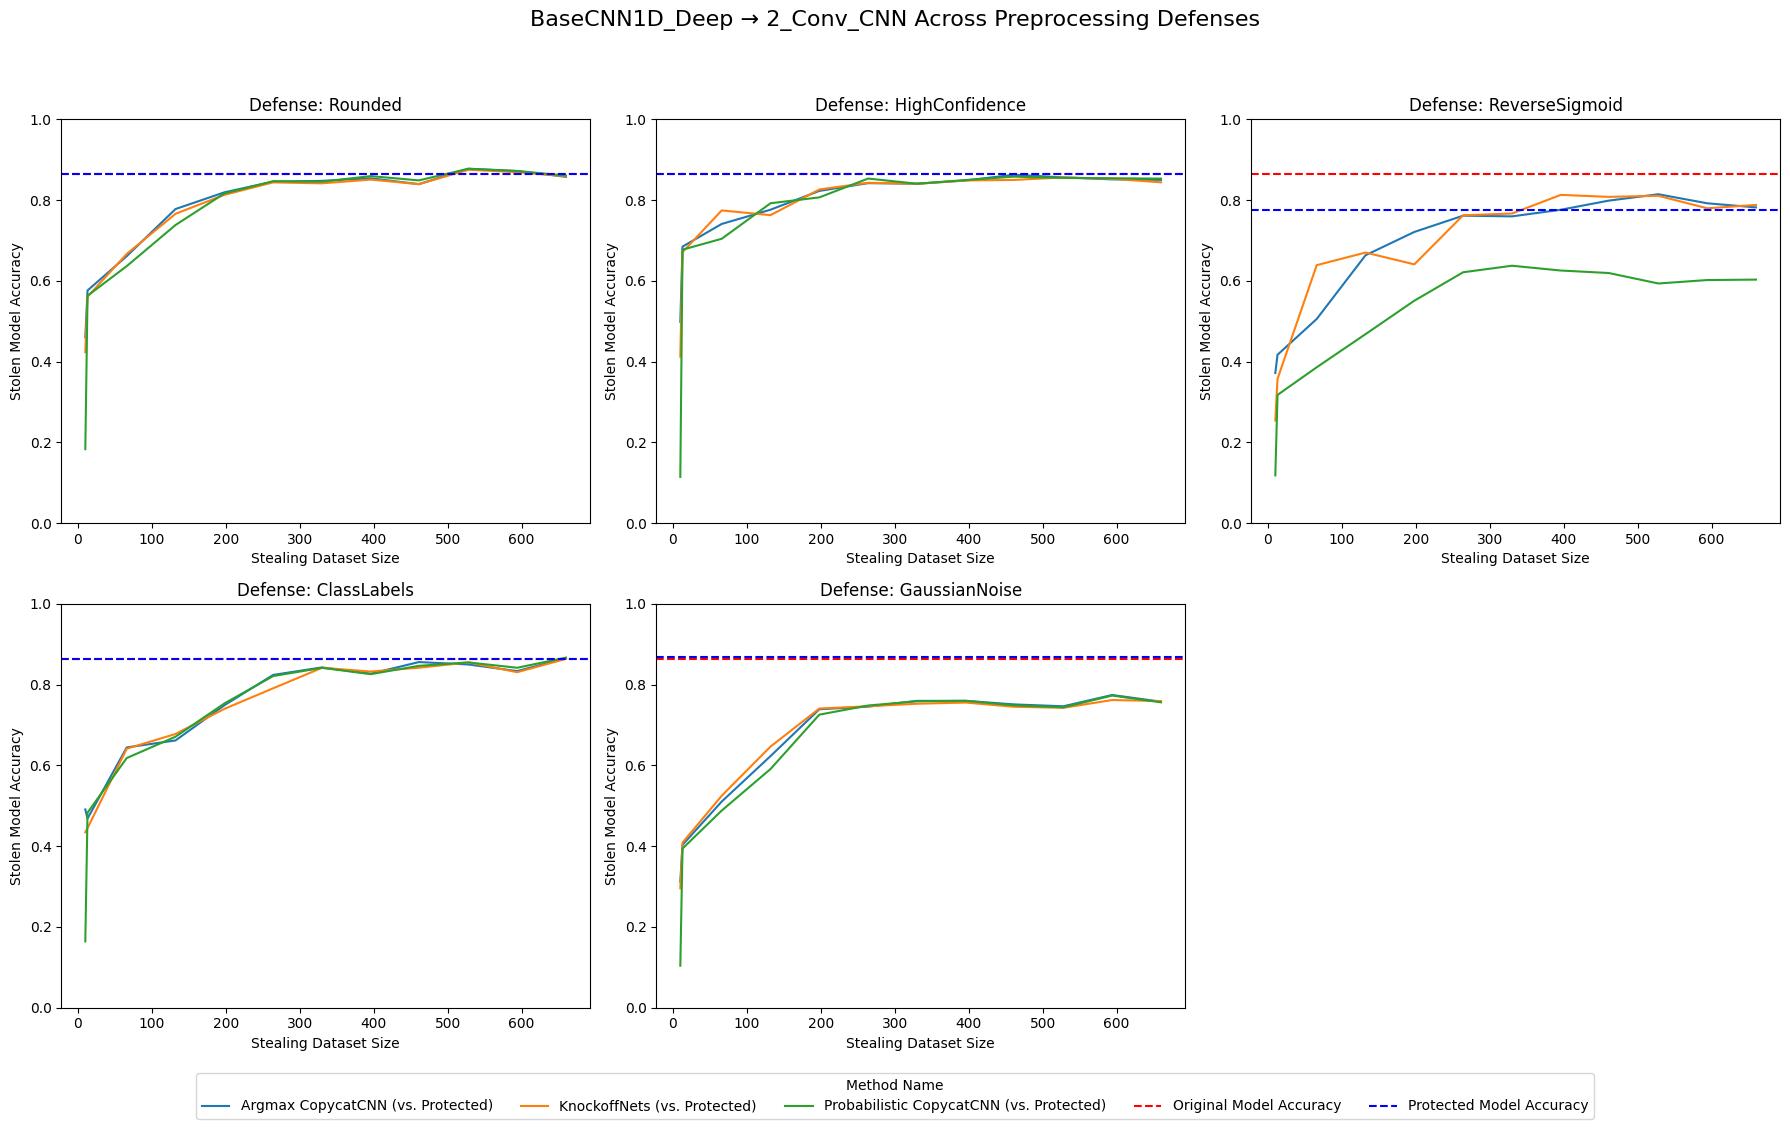 BaseCNN1D_Deep → 2_Conv_CNN Across Preprocessing Defenses
Defense: Rounded
1.0
0.8
0.6
0.4
0.2
0.0
Stolen Model Accuracy
0 100 200 300 400 500 600
Stealing Dataset Size
Defense: HighConfidence
1.0
0.8
0.6
0.4
0.2
0.0
Stolen Model Accuracy
0 100 200 300 400 500 600
Stealing Dataset Size
Defense: ReverseSigmoid
1.0
0.8
0.6
0.4
0.2
0.0
Stolen Model Accuracy
0 100 200 300 400 500 600
Stealing Dataset Size
Defense: ClassLabels
1.0
0.8
0.6
0.4
0.2
0.0
Stolen Model Accuracy
0 100 200 300 400 500 600
Stealing Dataset Size
Defense: GaussianNoise
1.0
0.8
0.6
0.4
0.2
0.0
Stolen Model Accuracy
0 100 200 300 400 500 600
Stealing Dataset Size
Method Name
Argmax CopycatCNN (vs. Protected) KnockoffNets (vs. Protected) Probabilistic CopycatCNN (vs. Protected) Original Model Accuracy Protected Model Accuracy